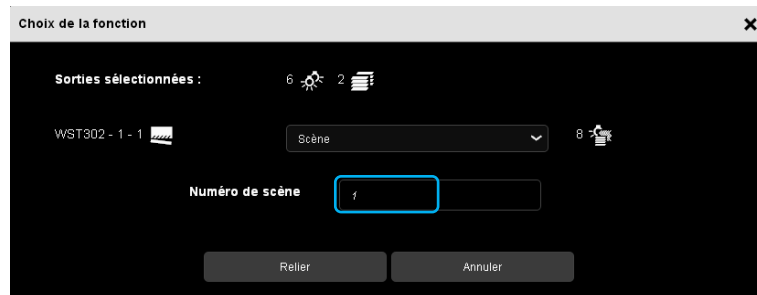 Choix de la fonction
Sorties sélectionnées : 6 2
WST302 - 1 - 1 Scène 8
Numéro de scène 1
Relier Annuler